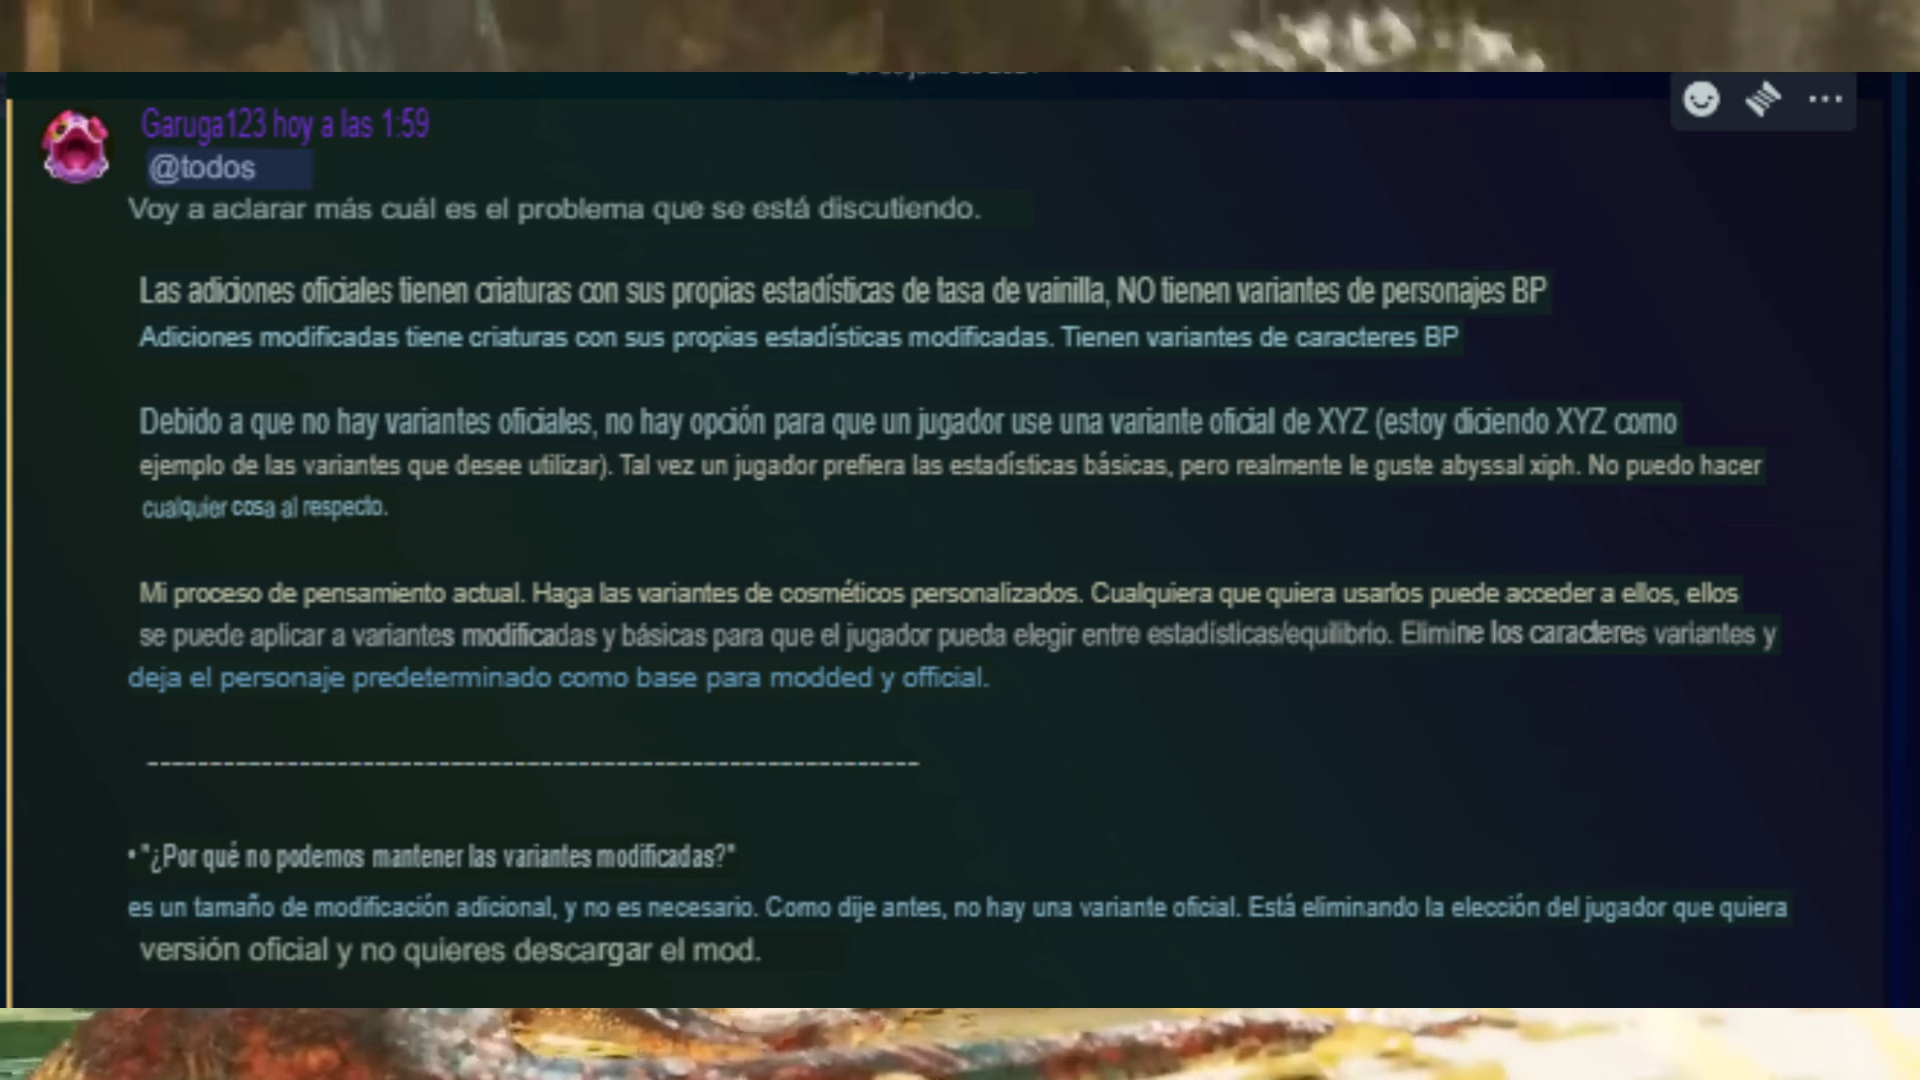 Garuga123 hoy a las 1:59
@todos
Voy a aclarar más cuál es el problema que se está discutiendo.
Las adiciones oficiales tienen criaturas con sus propias estadísticas de tasa de vainilla, NO tienen variantes de personajes BP
Adiciones modificadas tiene criaturas con sus propias estadísticas modificadas. Tienen variantes de caracteres BP
Debido a que no hay variantes oficiales, no hay opción para que un jugador use una variante oficial de XYZ (estoy diciendo XYZ como
ejemplo de las variantes que desee utilizar). Tal vez un jugador prefiera las estadísticas básicas, pero realmente le guste abyssal xiph. No puedo hacer
cualquier cosa al respecto.
Mi proceso de pensamiento actual. Haga las variantes de cosméticos personalizados. Cualquiera que quiera usarlos puede acceder a ellos, ellos
se puede aplicar a variantes modificadas y básicas para que el jugador pueda elegir entre estadísticas/equilibrio. Elimine los caracteres variantes y
deja el personaje predeterminado como base para modded y official.
--------------------------------------------------------------
• "¿Por qué no podemos mantener las variantes modificadas?"
es un tamaño de modificación adicional, y no es necesario. Como dije antes, no hay una variante oficial. Está eliminando la elección del jugador que quiera
versión oficial y no quieres descargar el mod.